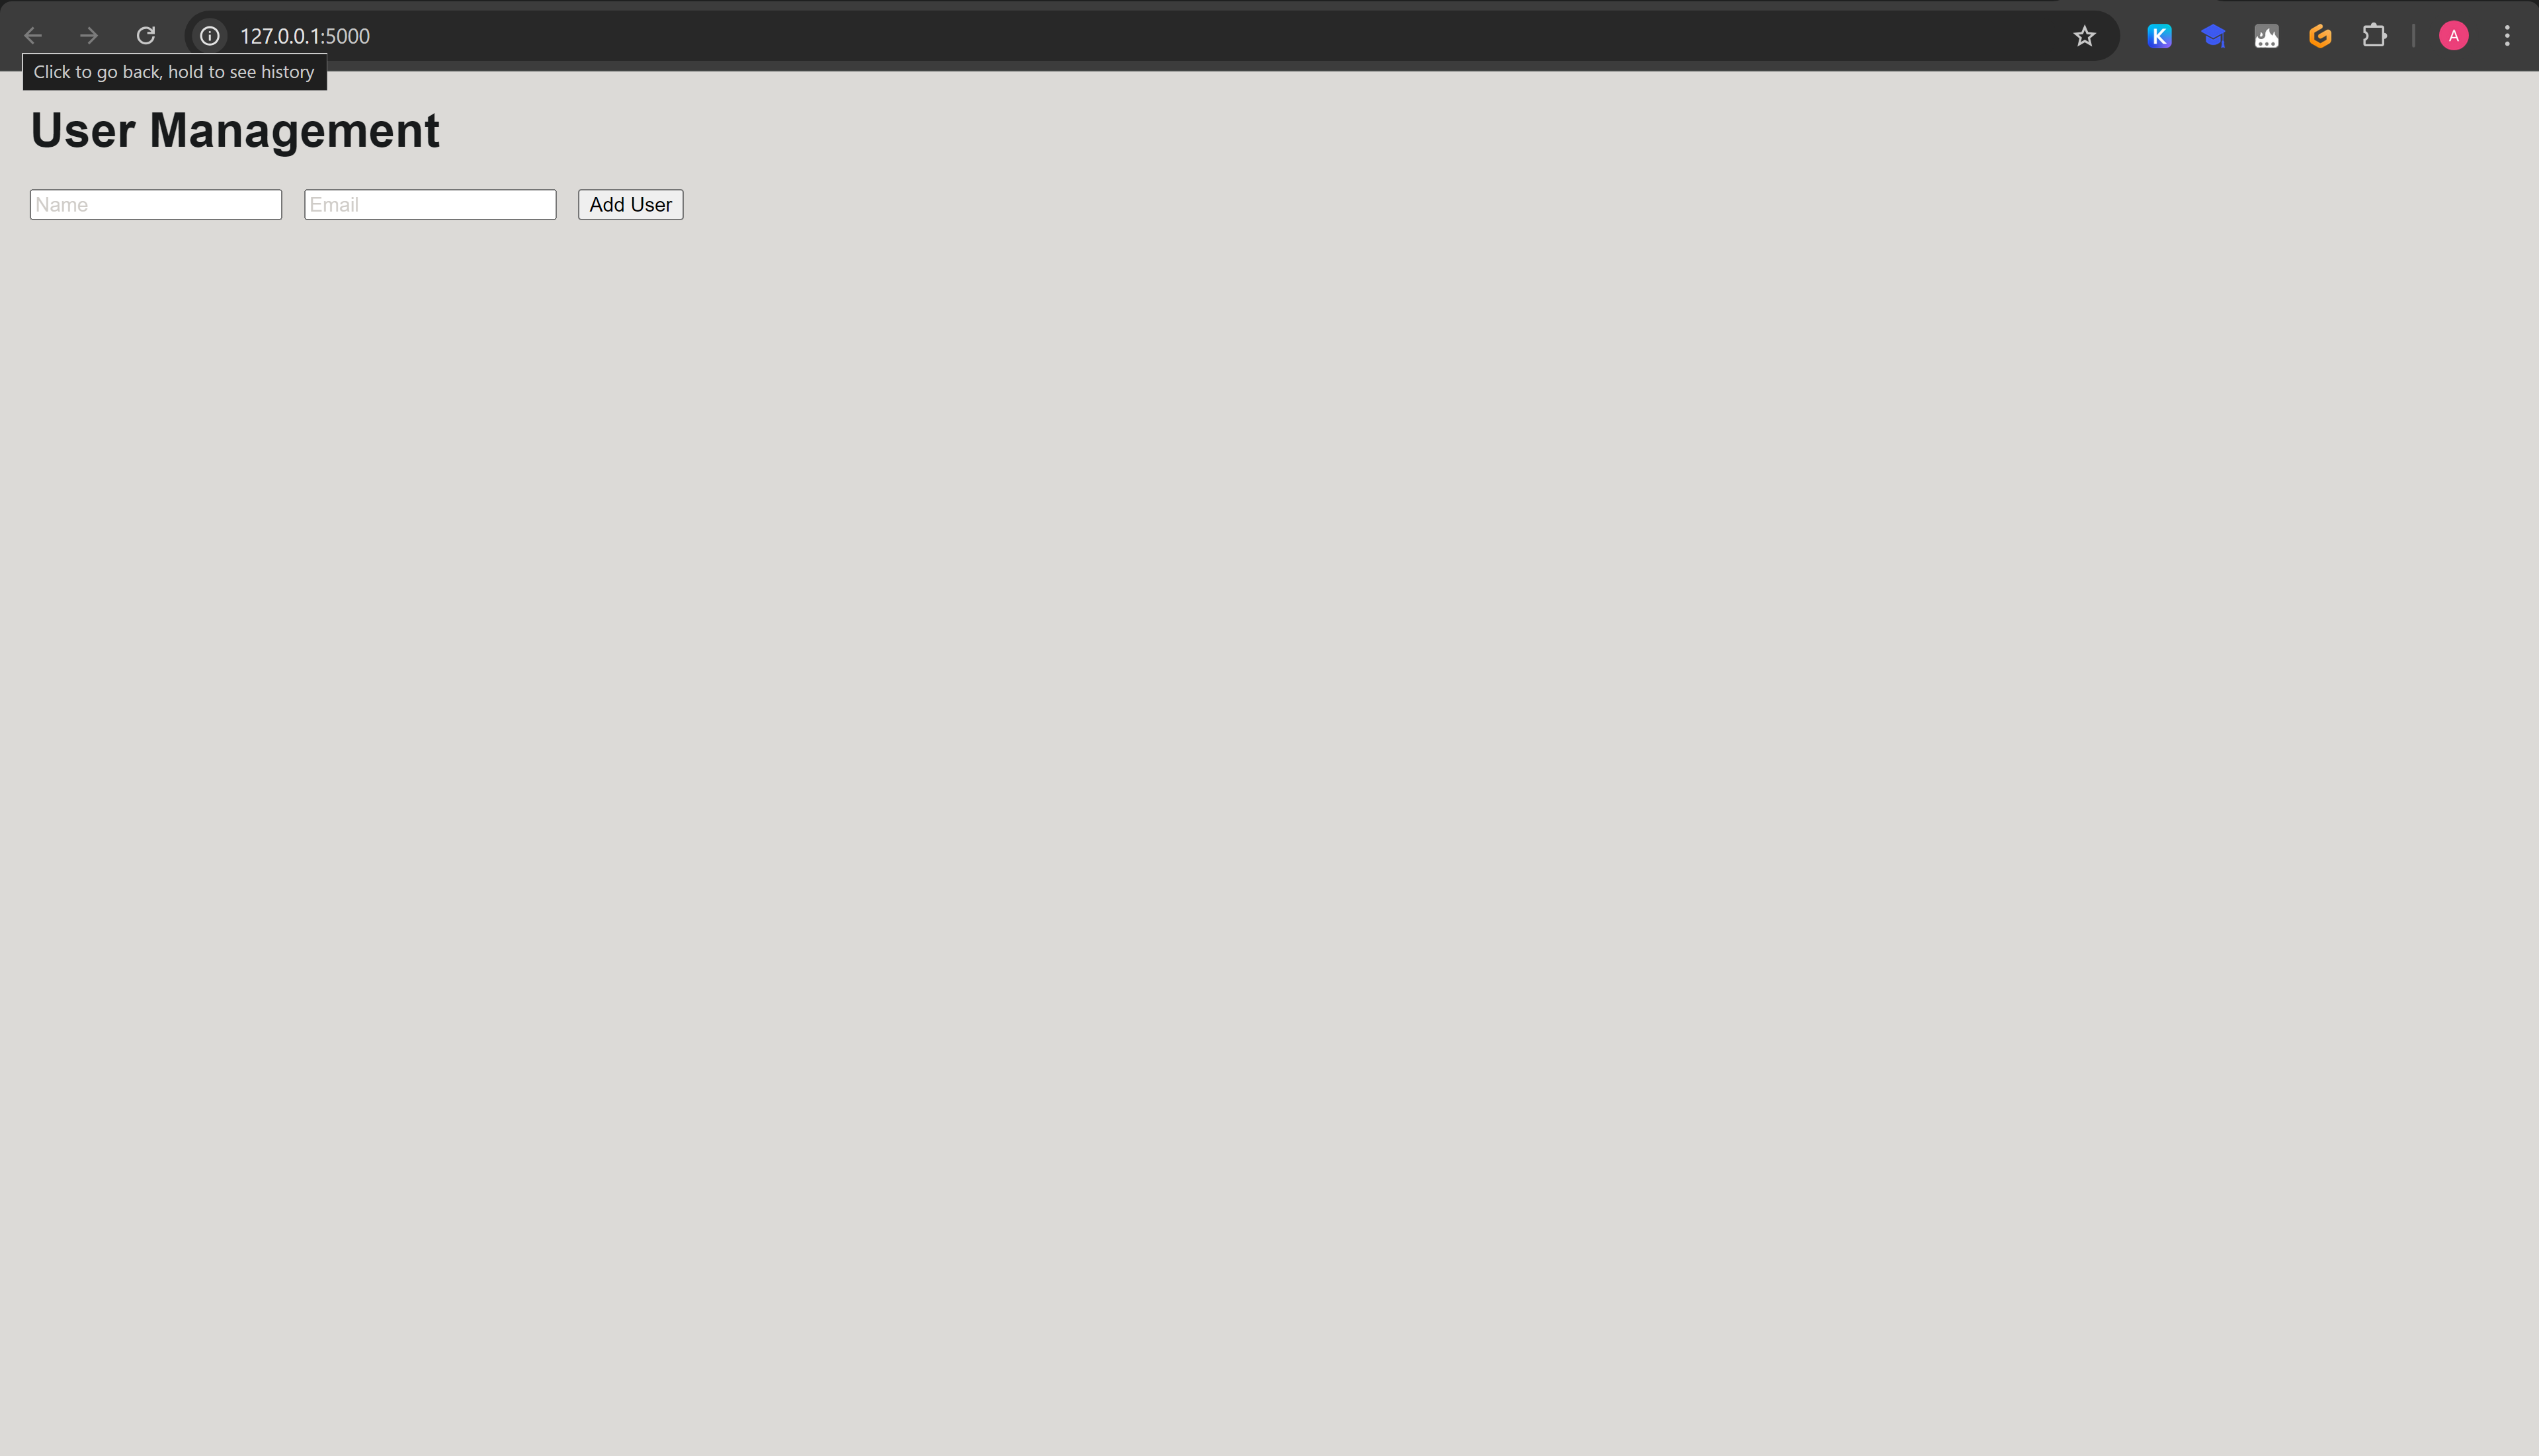 127.0.0.1:5000
A
Click to go back, hold to see history
User Management
Name Email Add User